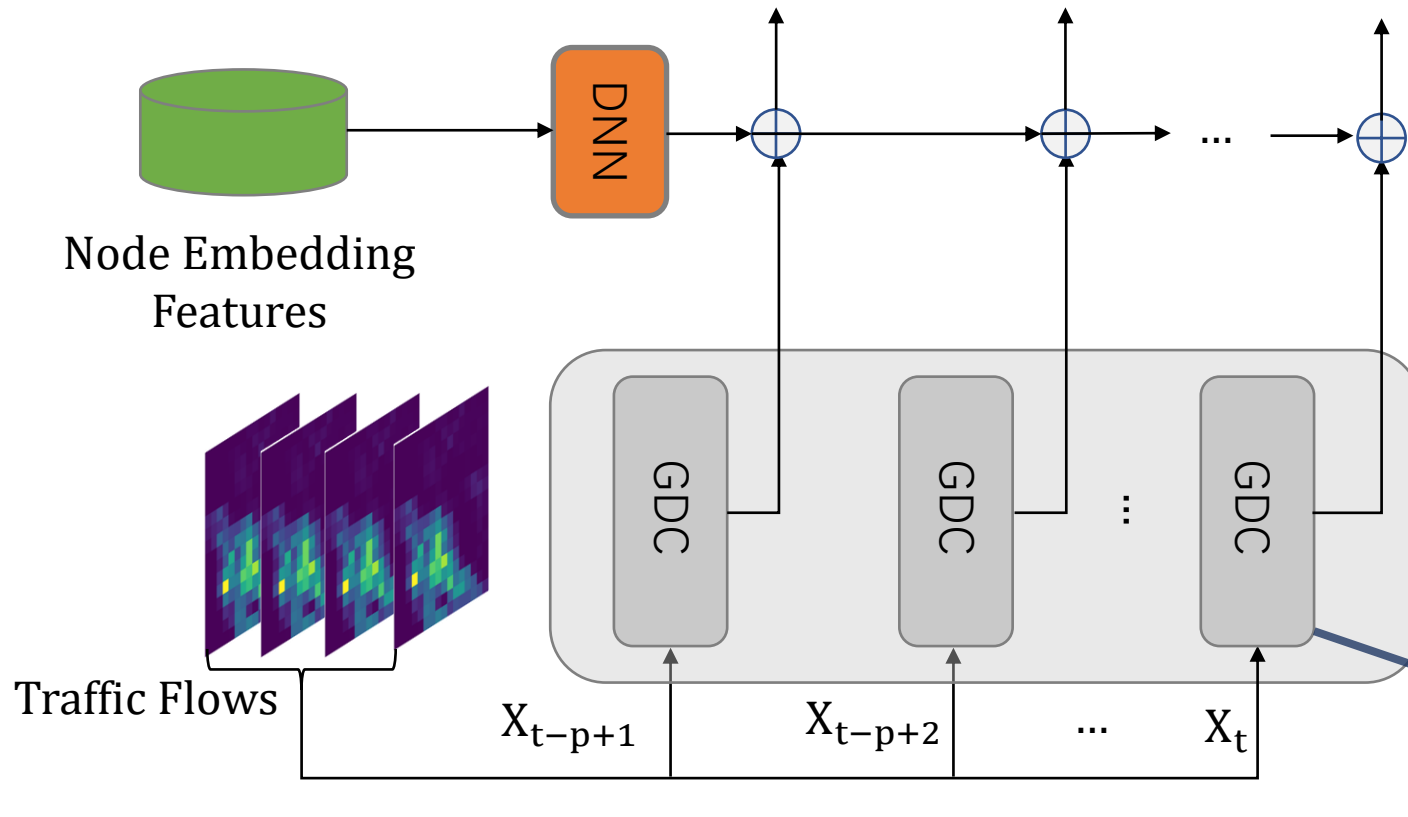 DNN
...
Node Embedding
Features
GDC
GDC
...
GDC
Traffic Flows
X_{t−p+1}
X_{t−p+2}
...
X_t